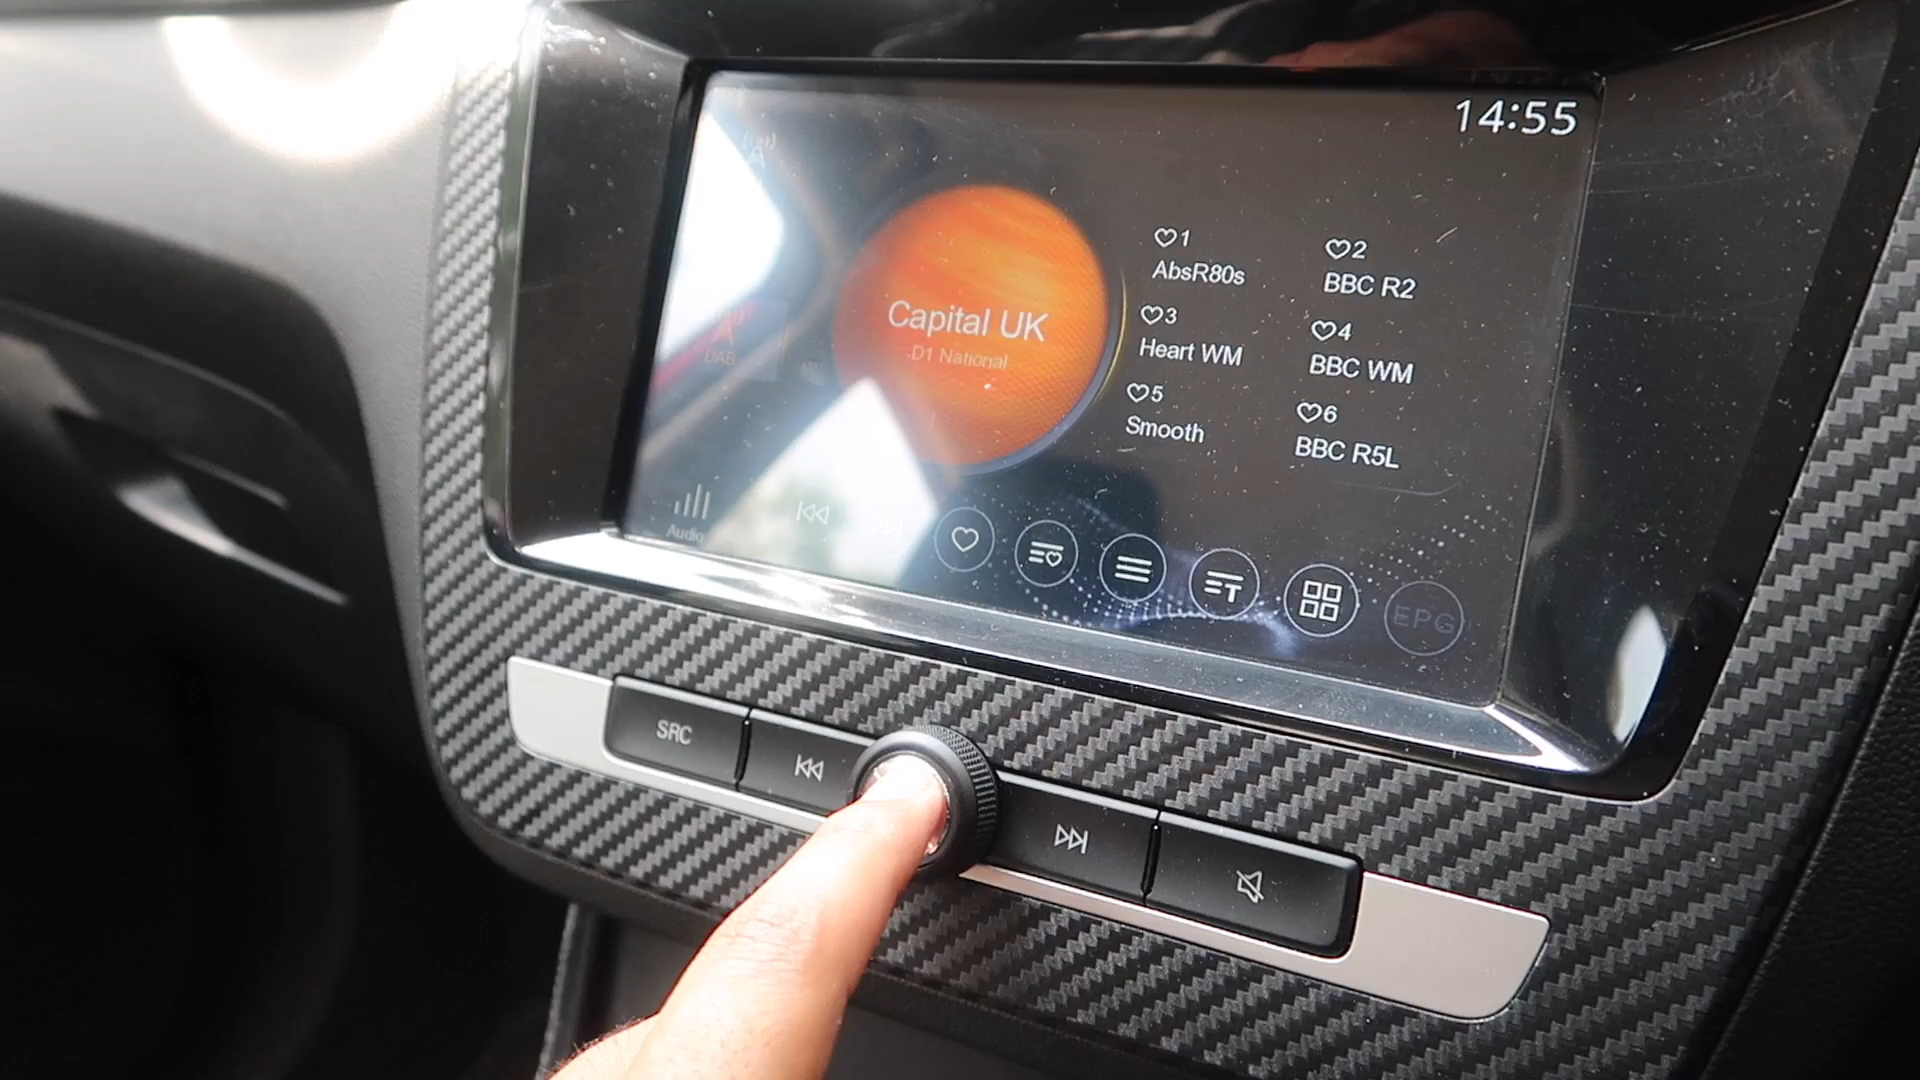 14:55
Capital UK
D1 National
DAB
1
AbsR80s
2
BBC R2
3
Heart WM
4
BBC WM
5
Smooth
6
BBC R5L
Audio
T
EPG
SRC